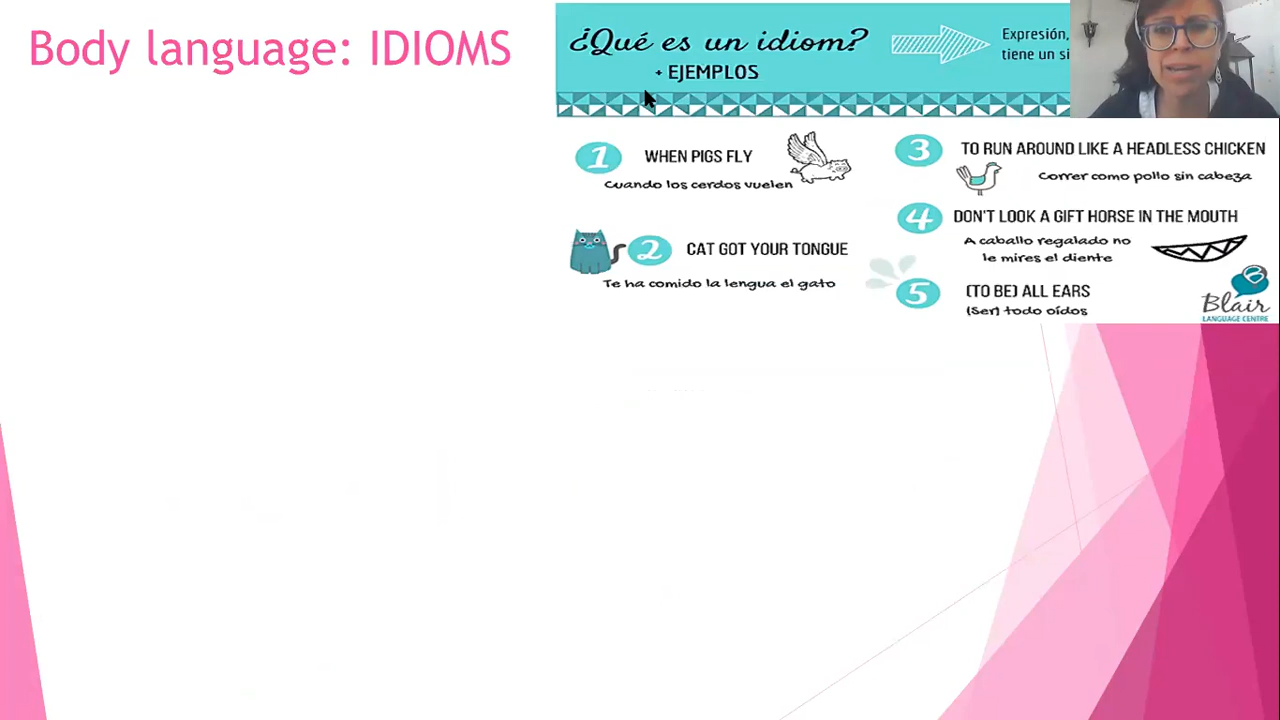 Body language: IDIOMS
¿Qué es un idiom?
+ EJEMPLOS
Expresión,
tiene un
1 WHEN PIGS FLY
Cuando los cerdos vuelen
2 CAT GOT YOUR TONGUE
Te ha comido la lengua el gato
3 TO RUN AROUND LIKE A HEADLESS CHICKEN
Correr como pollo sin cabeza
4 DON'T LOOK A GIFT HORSE IN THE MOUTH
A caballo regalado no
le mires el diente
5 (TO BE) ALL EARS
(Ser) todo oídos
B
Blair
LANGUAGE CENTRE